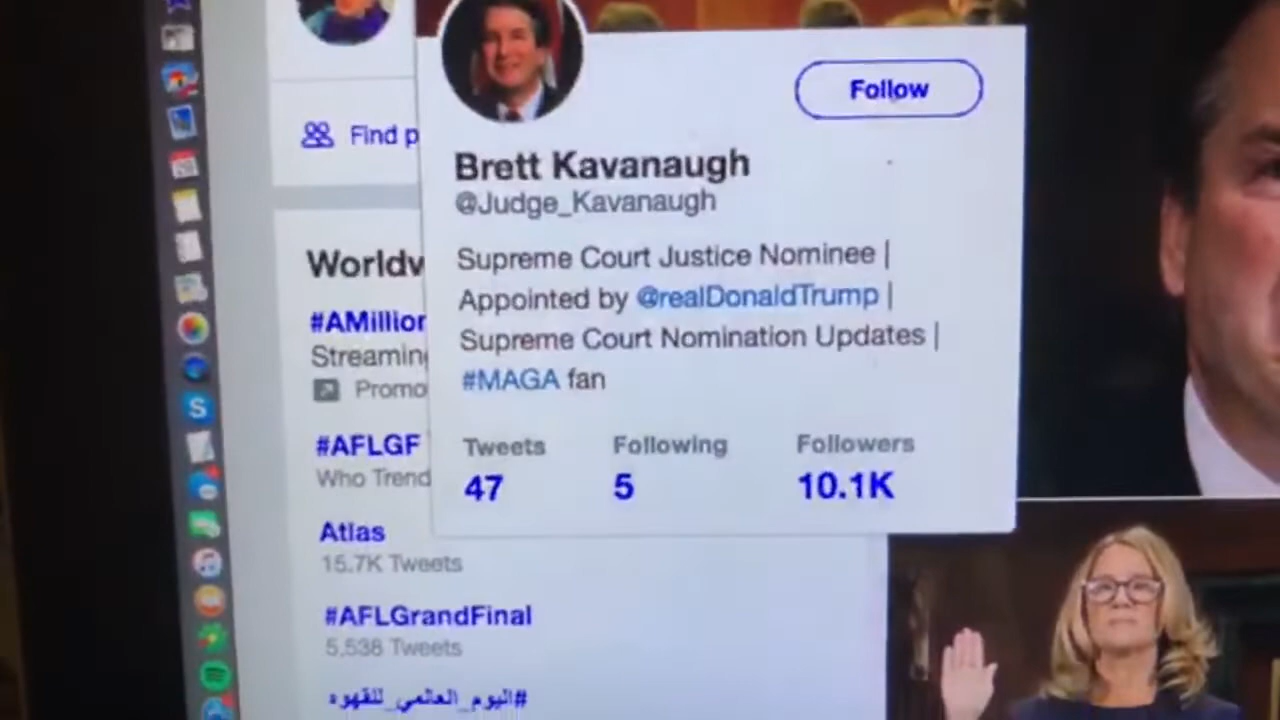 Follow
Find p
Brett Kavanaugh
@Judge_Kavanaugh
Supreme Court Justice Nominee |
Appointed by @realDonaldTrump |
Supreme Court Nomination Updates |
#MAGA fan
Tweets Following Followers
47 5 10.1K
Worldw
#AMillion
Streaming
Promo
#AFLGF
Who Trend
Atlas
15.7K Tweets
#AFLGrandFinal
5,538 Tweets
#اليوم_العالمي_للقهوه